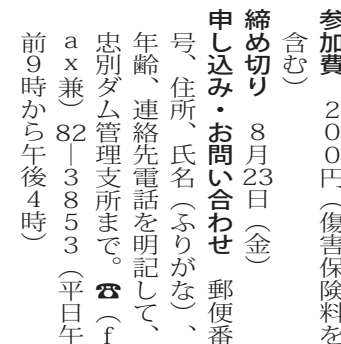 参加費　200円（傷害保険料を
含む）
締め切り　8月23日（金）
申し込み・お問い合わせ　郵便番
号、住所、氏名（ふりがな）、
年齢、連絡先電話を明記して、
忠別ダム管理支所まで。☎（f
ax兼）82―3853（平日午
前9時から午後4時）